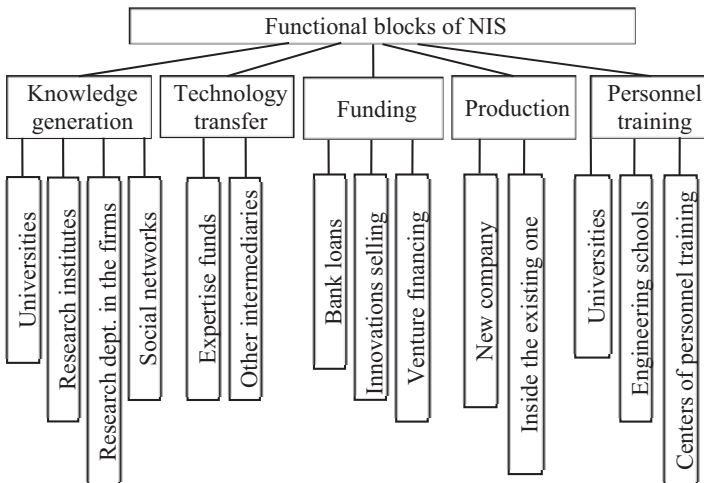 Functional blocks of NIS
Knowledge
generation
Technology
transfer
Funding
Production
Personnel
training
Universities
Research institutes
Research dept. in the firms
Social networks
Expertise funds
Other intermediaries
Bank loans
Innovations selling
Venture financing
New company
Inside the existing one
Universities
Engineering schools
Centers of personnel training